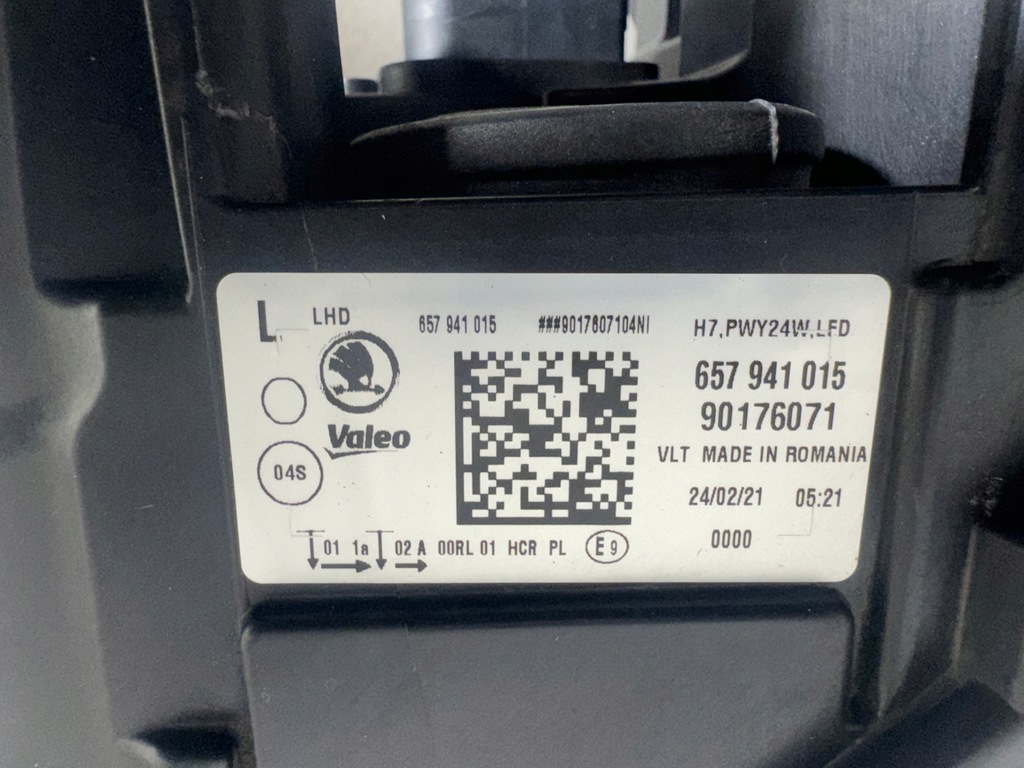 L LHD 657 941 015 ###9017607104NI H7,PWY24W,LED
657 941 015
90176071
Valeo
VLT MADE IN ROMANIA
04S
24/02/21 05:21
0000
01 1a 02 A 00RL 01 HCR PL E9